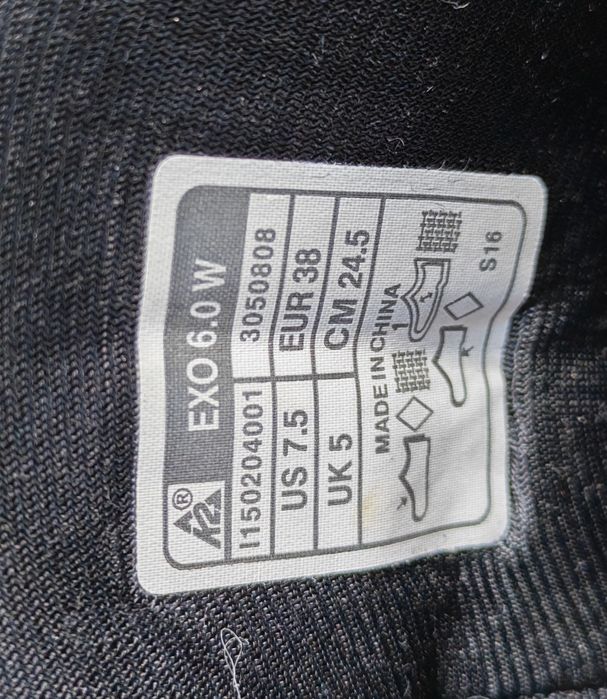 K2® EXO 6.0 W
I150204001 3050808
US 7.5 EUR 38
UK 5 CM 24.5
MADE IN CHINA
1
S16